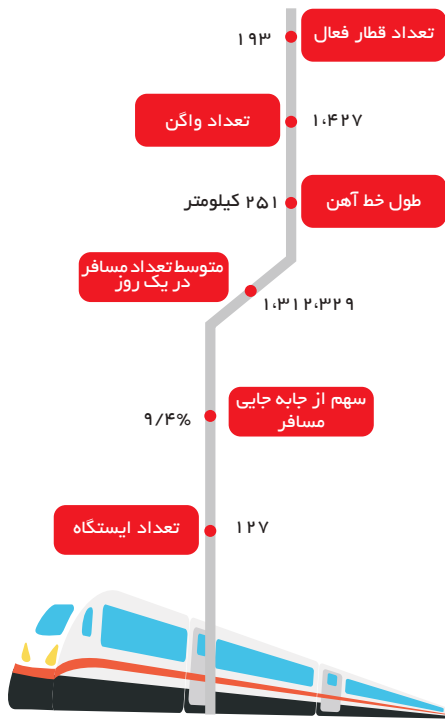 تعداد قطار فعال
۱۹۳
تعداد واگن
۱،۴۲۷
طول خط آهن
۲۵۱ کیلومتر
متوسط تعداد مسافر
در یک روز
۱،۳۱۲،۳۲۹
سهم از جابه جایی
مسافر
۹/۴%
تعداد ایستگاه
۱۲۷